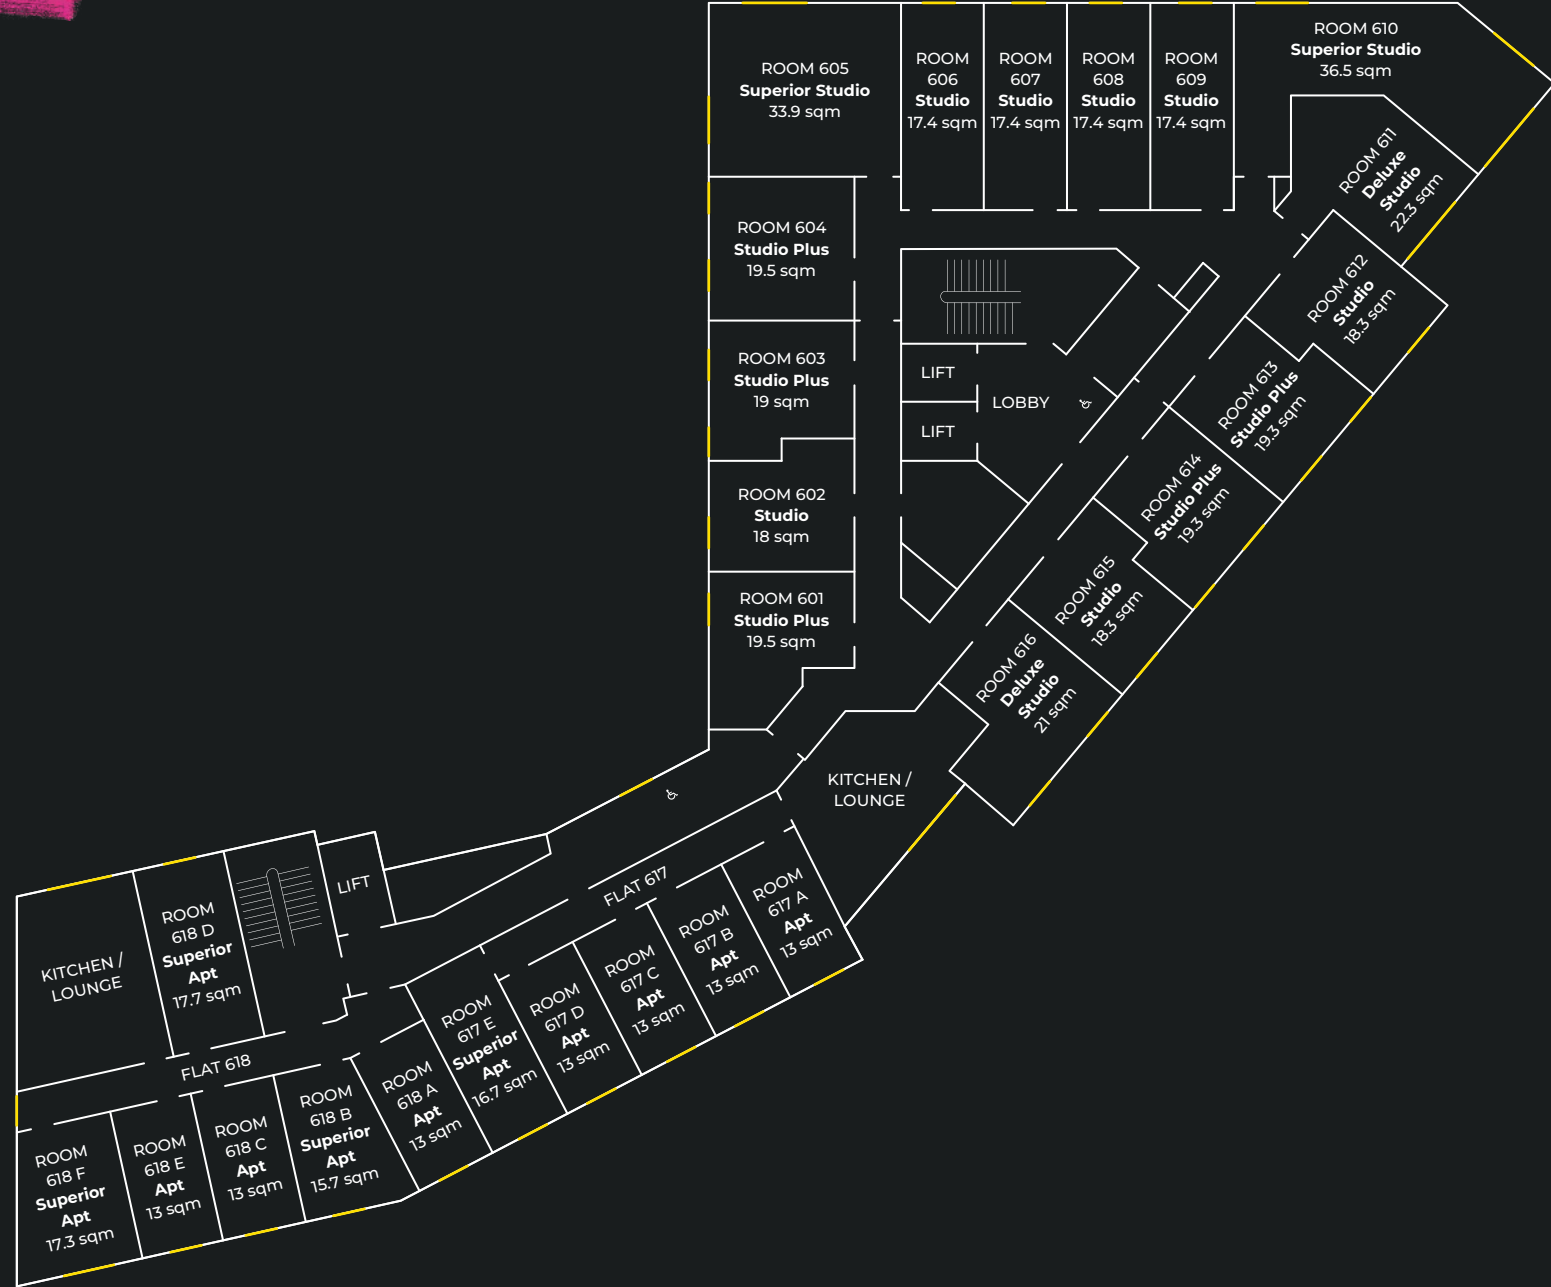 ROOM 605
Superior Studio
33.9 sqm
ROOM
606
Studio
17.4 sqm
ROOM
607
Studio
17.4 sqm
ROOM
608
Studio
17.4 sqm
ROOM
609
Studio
17.4 sqm
ROOM 610
Superior Studio
36.5 sqm
ROOM 611
Deluxe
Studio
22.3 sqm
ROOM 604
Studio Plus
19.5 sqm
ROOM 612
Studio
18.3 sqm
ROOM 603
Studio Plus
19 sqm
LIFT
LOBBY
LIFT
ROOM 613
Studio Plus
19.3 sqm
ROOM 614
Studio Plus
19.3 sqm
ROOM 602
Studio
18 sqm
ROOM 615
Studio
18.3 sqm
ROOM 601
Studio Plus
19.5 sqm
ROOM 616
Deluxe
Studio
21 sqm
KITCHEN /
LOUNGE
FLAT 617
ROOM
617 A
Apt
13 sqm
ROOM
617 B
Apt
13 sqm
ROOM
617 C
Apt
13 sqm
ROOM
617 D
Apt
13 sqm
ROOM
617 E
Superior
Apt
16.7 sqm
LIFT
ROOM
618 D
Superior
Apt
17.7 sqm
KITCHEN /
LOUNGE
FLAT 618
ROOM
618 A
Apt
13 sqm
ROOM
618 B
Superior
Apt
15.7 sqm
ROOM
618 C
Apt
13 sqm
ROOM
618 E
Apt
13 sqm
ROOM
618 F
Superior
Apt
17.3 sqm